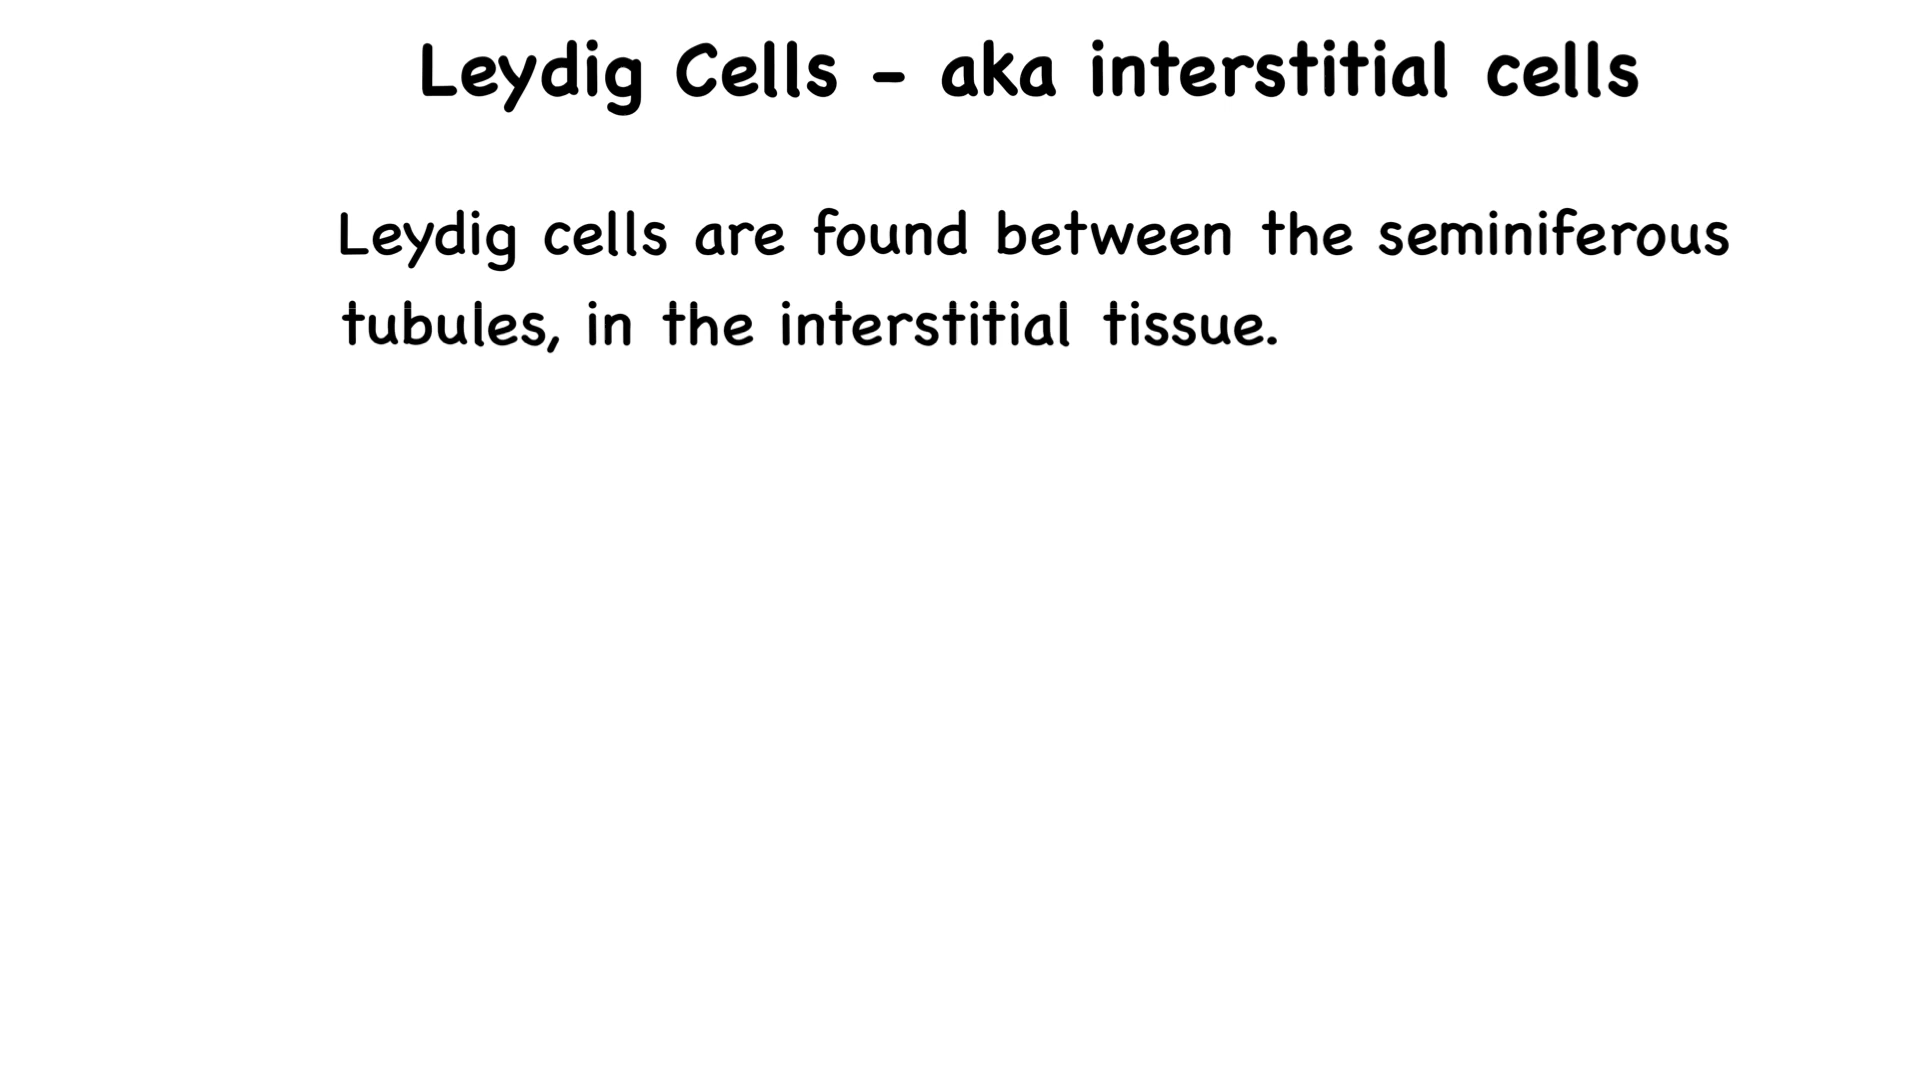 Leydig Cells - aka interstitial cells
Leydig cells are found between the seminiferous
tubules, in the interstitial tissue.